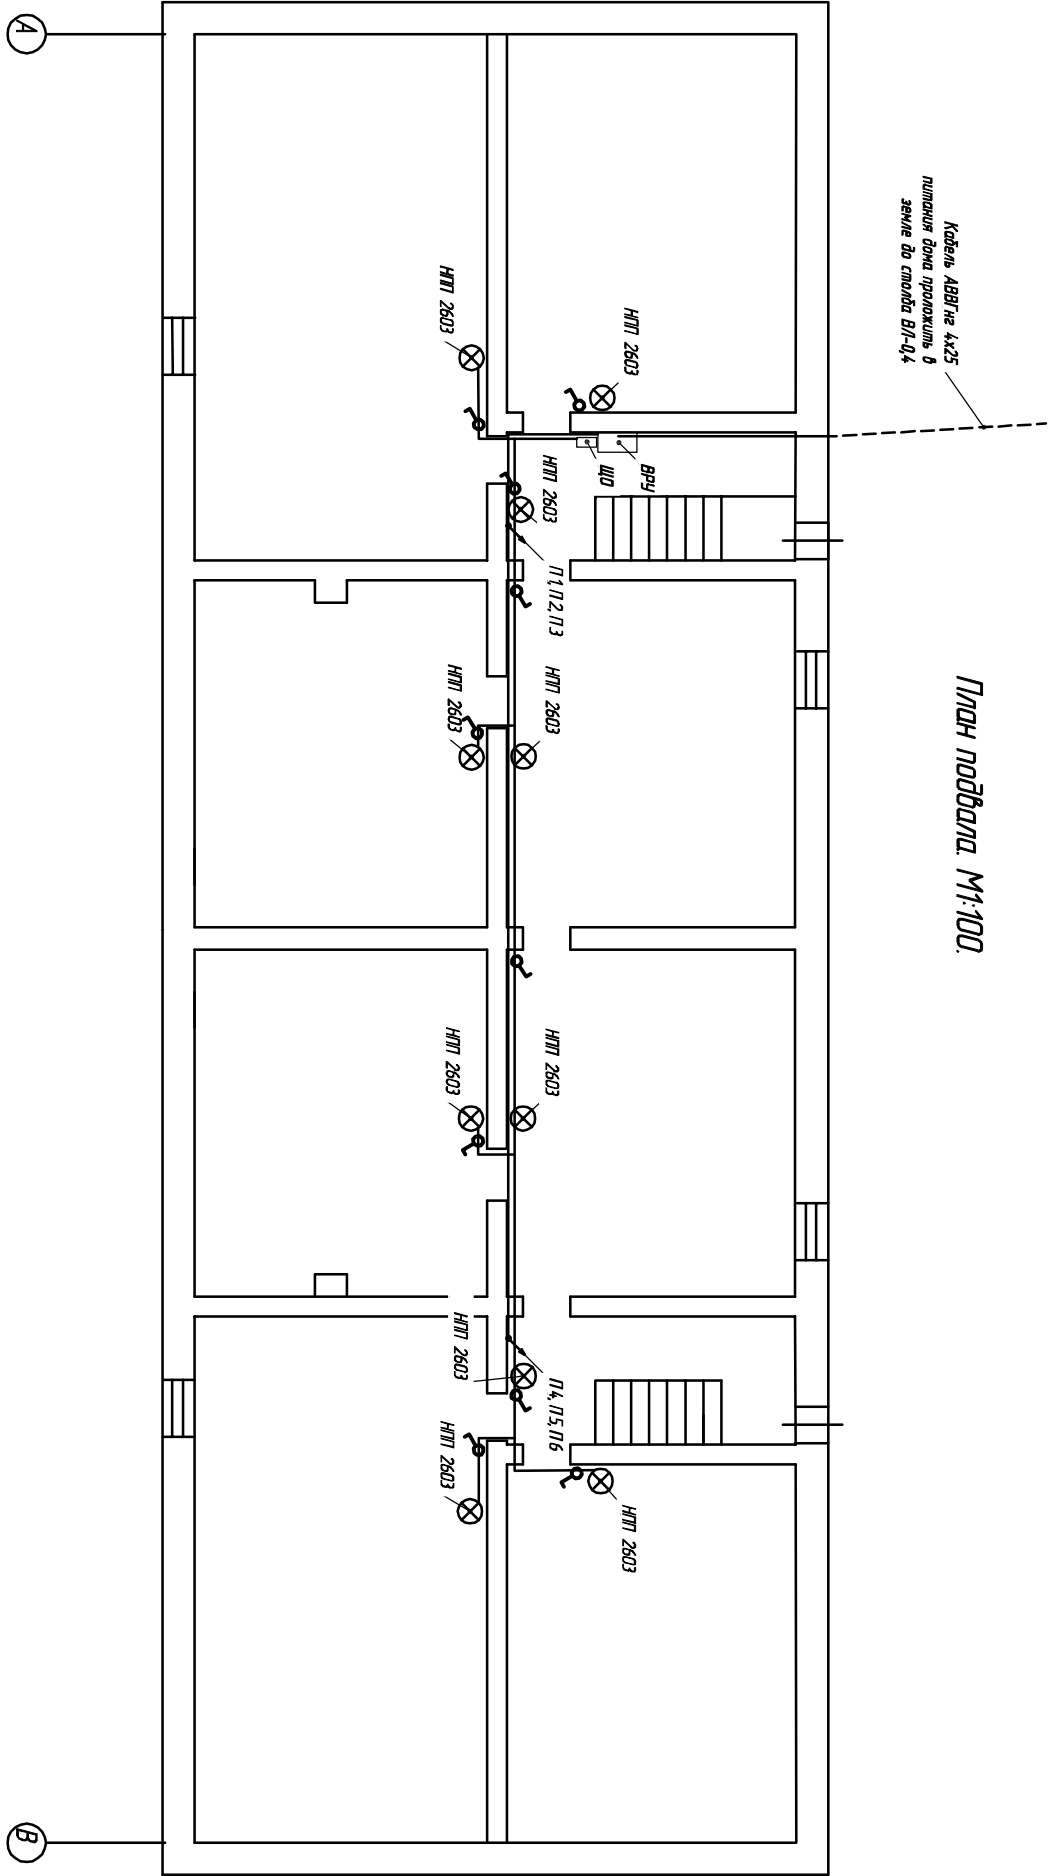 План подвала. М1:100.
Кабель АВВГнг 4х25
питания дома проложить в
земле до столба ВЛ-0,4
НПП 2603
ВРУ
ЩО
НПП 2603
НПП 2603
П1,П2,П3
НПП 2603
НПП 2603
НПП 2603
НПП 2603
НПП 2603
П4,П5,П6
НПП 2603
НПП 2603
А
В